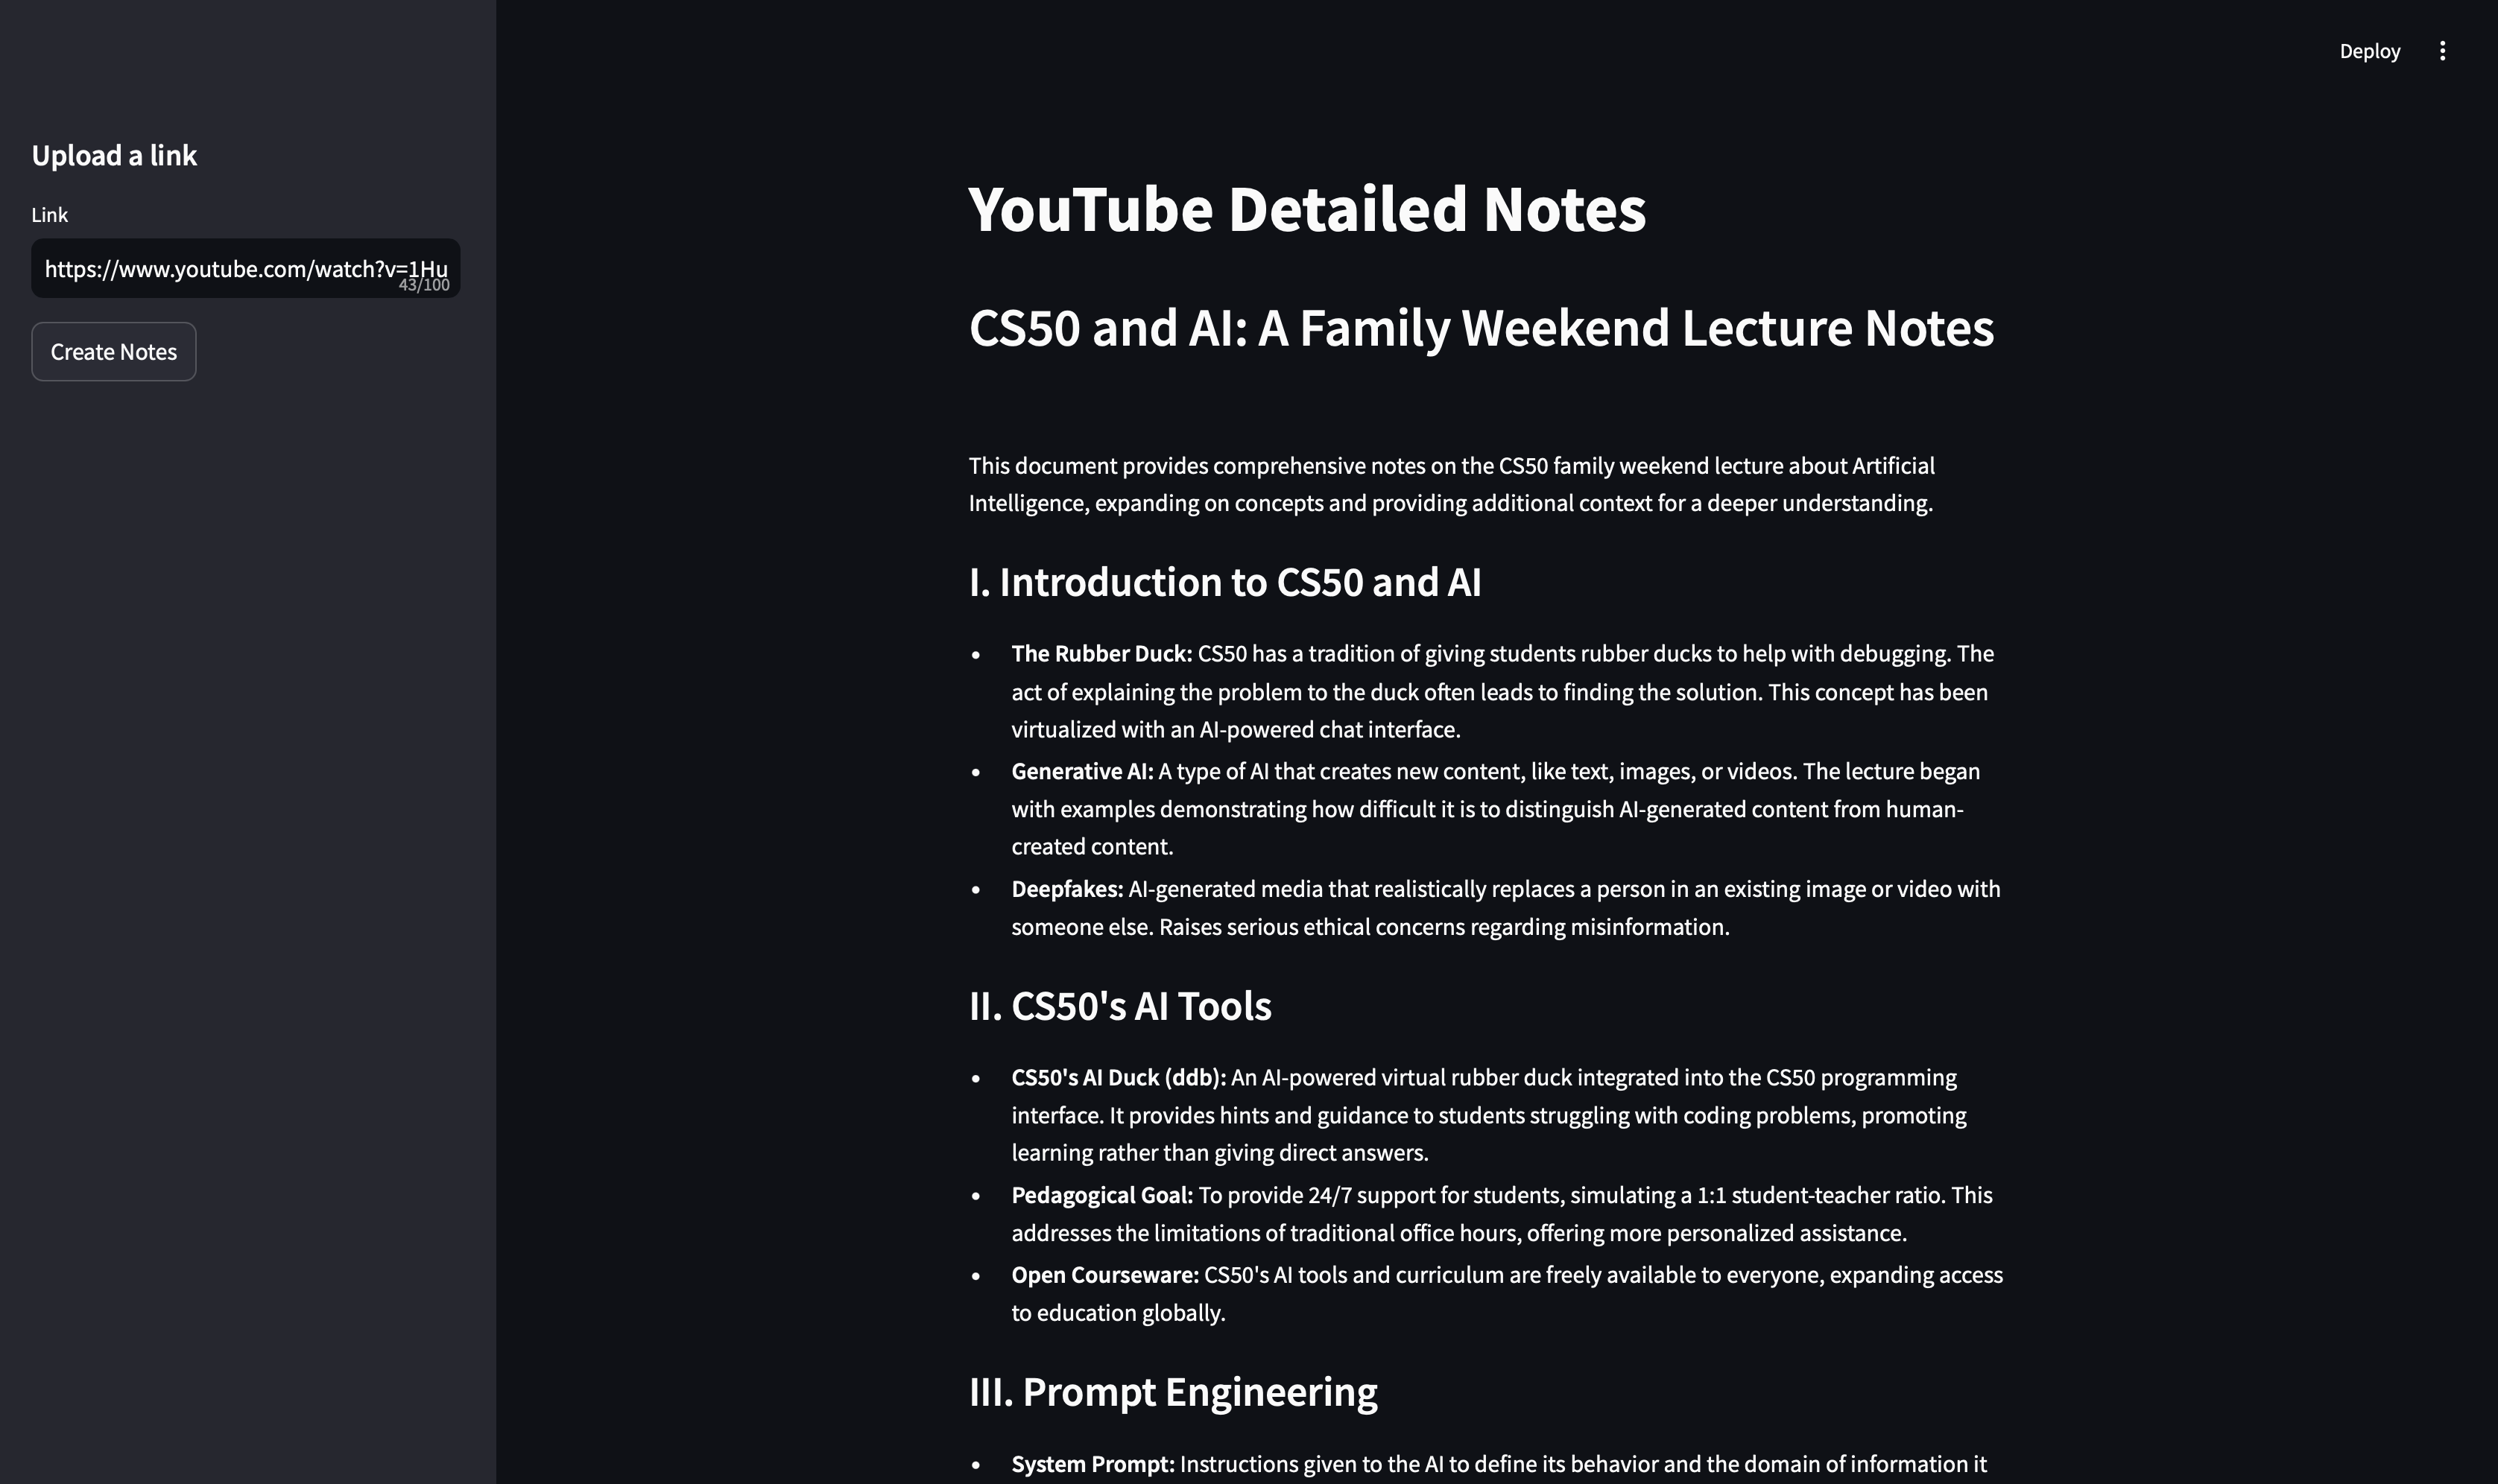 Deploy
Upload a link
Link
https://www.youtube.com/watch?v=1Hu
43/100
Create Notes
YouTube Detailed Notes
CS50 and AI: A Family Weekend Lecture Notes
This document provides comprehensive notes on the CS50 family weekend lecture about Artificial
Intelligence, expanding on concepts and providing additional context for a deeper understanding.
I. Introduction to CS50 and AI
• The Rubber Duck: CS50 has a tradition of giving students rubber ducks to help with debugging. The
act of explaining the problem to the duck often leads to finding the solution. This concept has been
virtualized with an AI-powered chat interface.
• Generative AI: A type of AI that creates new content, like text, images, or videos. The lecture began
with examples demonstrating how difficult it is to distinguish AI-generated content from human-
created content.
• Deepfakes: AI-generated media that realistically replaces a person in an existing image or video with
someone else. Raises serious ethical concerns regarding misinformation.
II. CS50's AI Tools
• CS50's AI Duck (ddb): An AI-powered virtual rubber duck integrated into the CS50 programming
interface. It provides hints and guidance to students struggling with coding problems, promoting
learning rather than giving direct answers.
• Pedagogical Goal: To provide 24/7 support for students, simulating a 1:1 student-teacher ratio. This
addresses the limitations of traditional office hours, offering more personalized assistance.
• Open Courseware: CS50's AI tools and curriculum are freely available to everyone, expanding access
to education globally.
III. Prompt Engineering
• System Prompt: Instructions given to the AI to define its behavior and the domain of information it